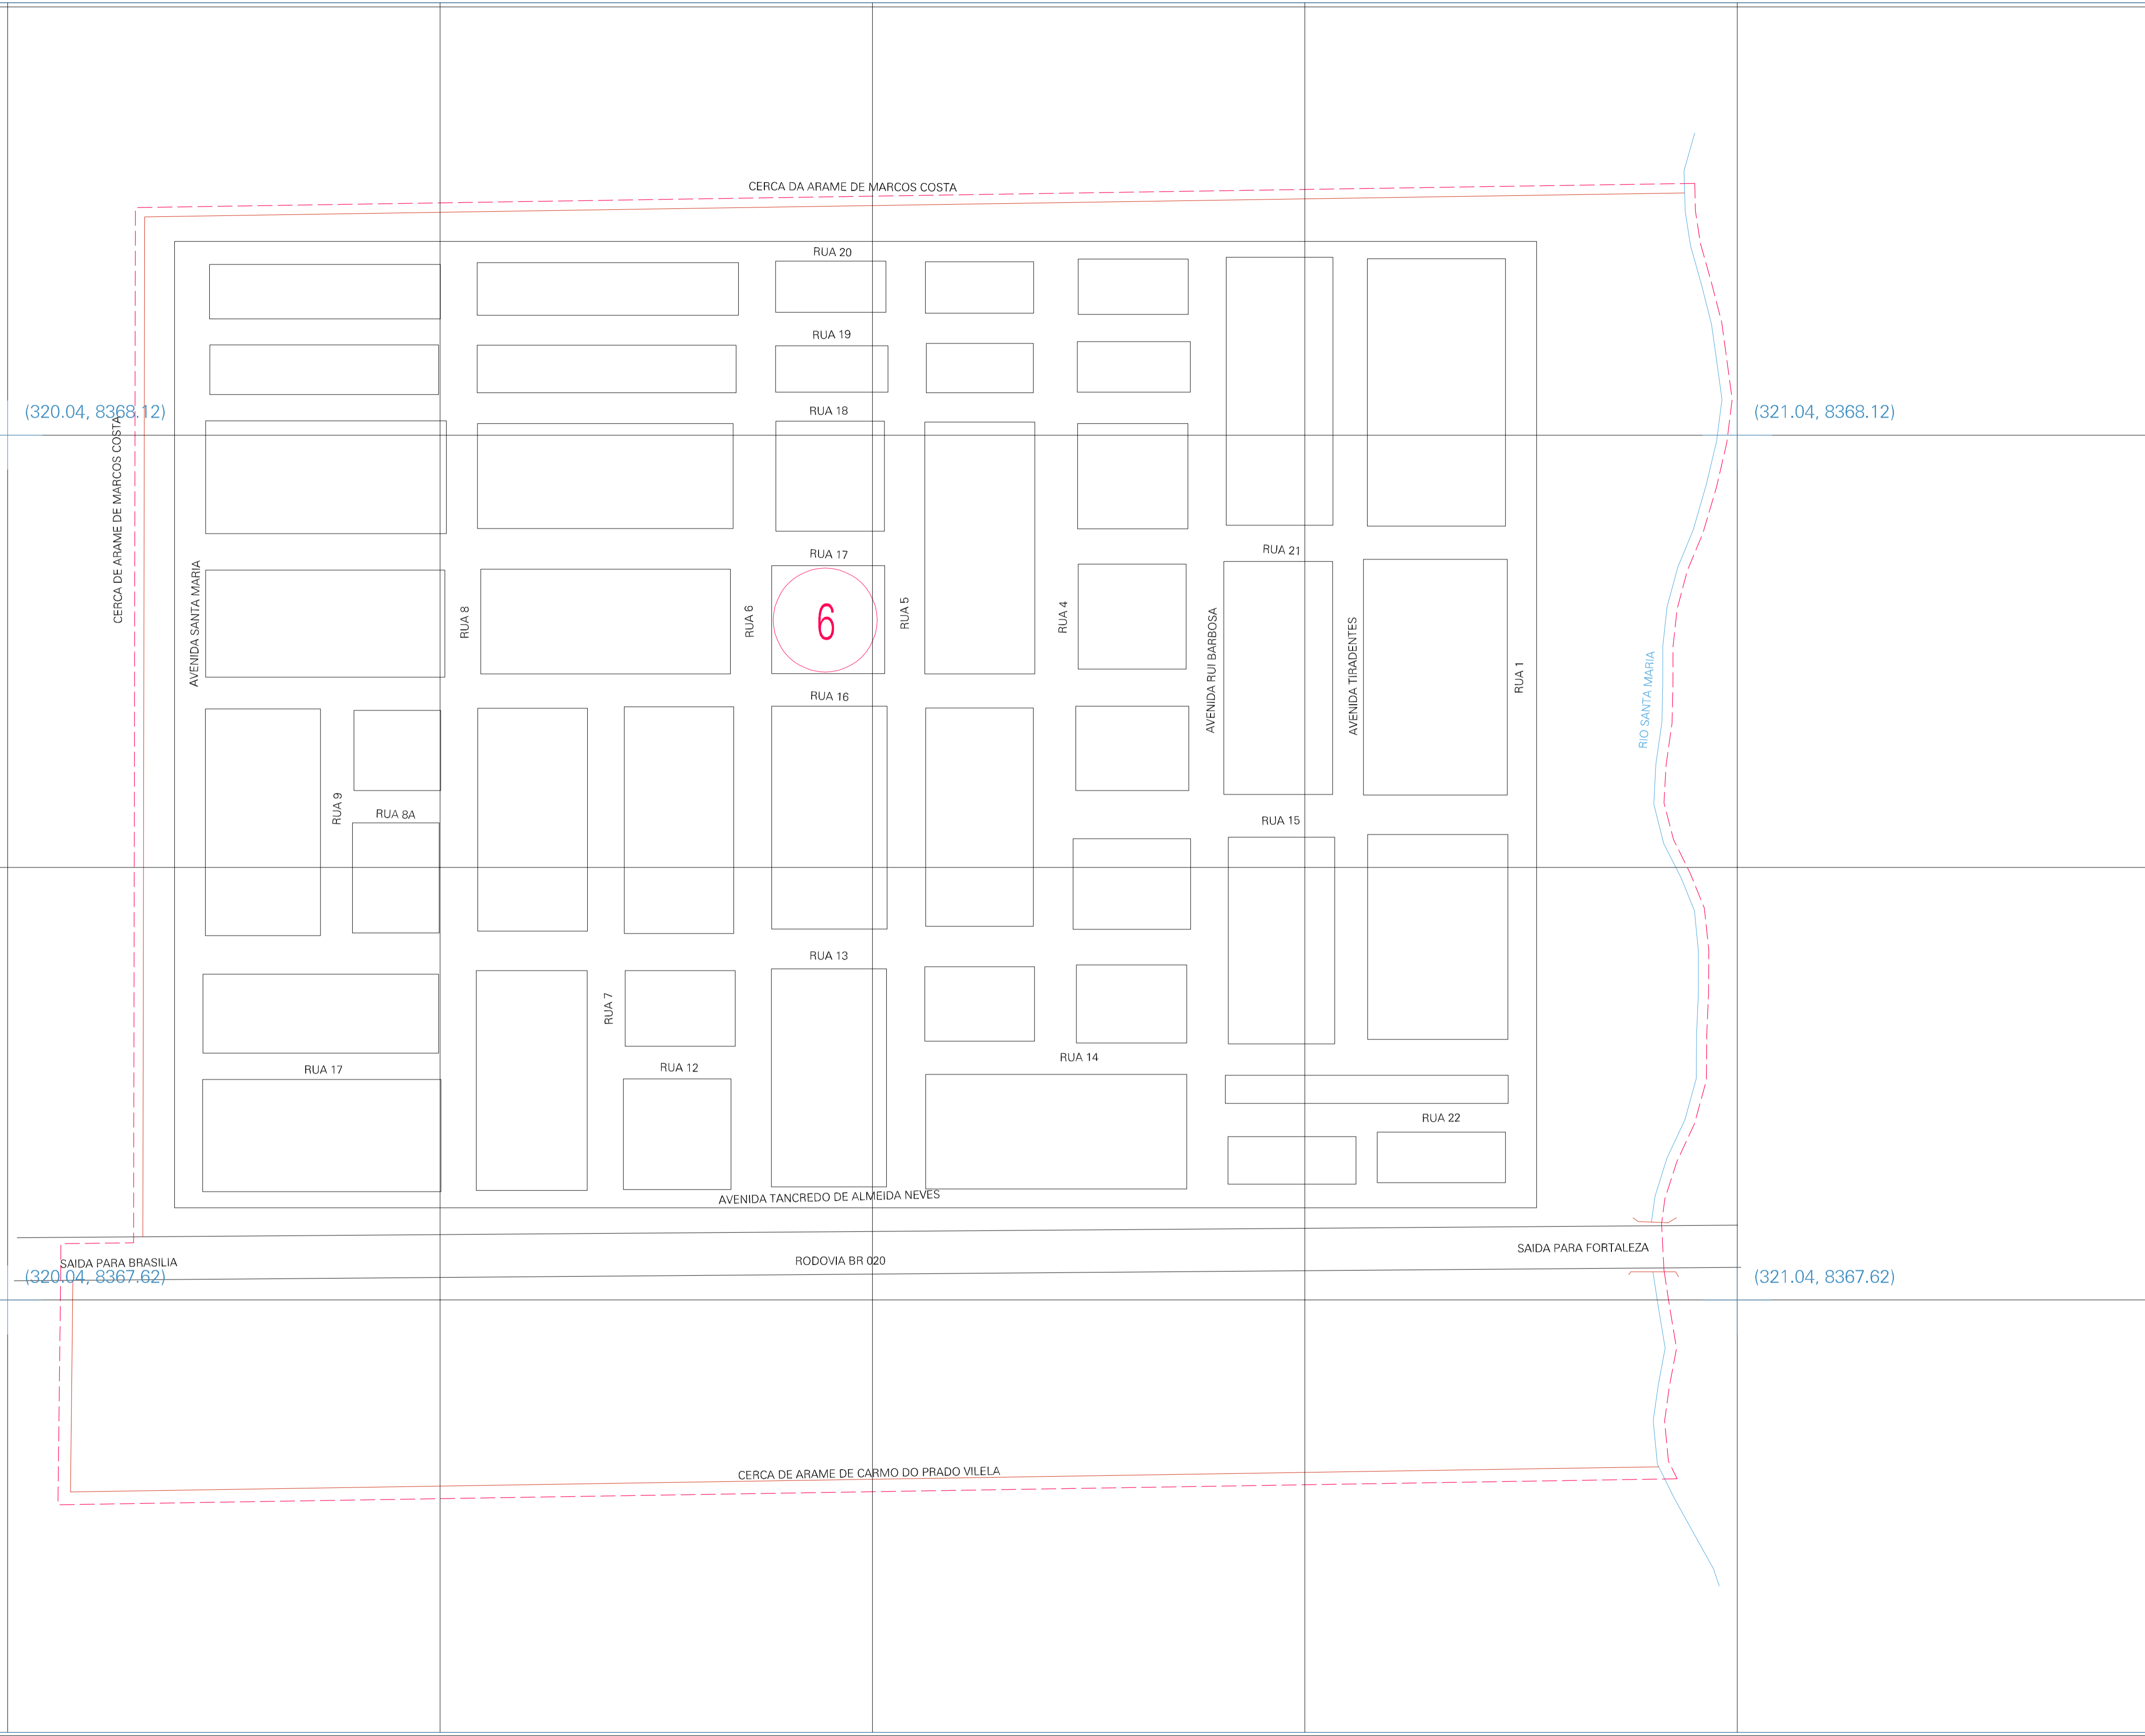 CERCA DA ARAME DE MARCOS COSTA
RUA 20
RUA 19
(320.04, 8368.12)
RUA 18
(321.04, 8368.12)
CERCA DE ARAME DE MARCOS COSTA
AVENIDA SANTA MARIA
RUA 17
RUA 21
RUA 8
RUA 6
6
RUA 5
RUA 4
AVENIDA RUI BARBOSA
AVENIDA TIRADENTES
RUA 1
RIO SANTA MARIA
RUA 16
RUA 9
RUA 8A
RUA 15
RUA 13
RUA 7
RUA 17
RUA 12
RUA 14
RUA 22
AVENIDA TANCREDO DE ALMEIDA NEVES
SAIDA PARA BRASILIA
RODOVIA BR 020
SAIDA PARA FORTALEZA
(320.04, 8367.62)
(321.04, 8367.62)
CERCA DE ARAME DE CARMO DO PRADO VILELA